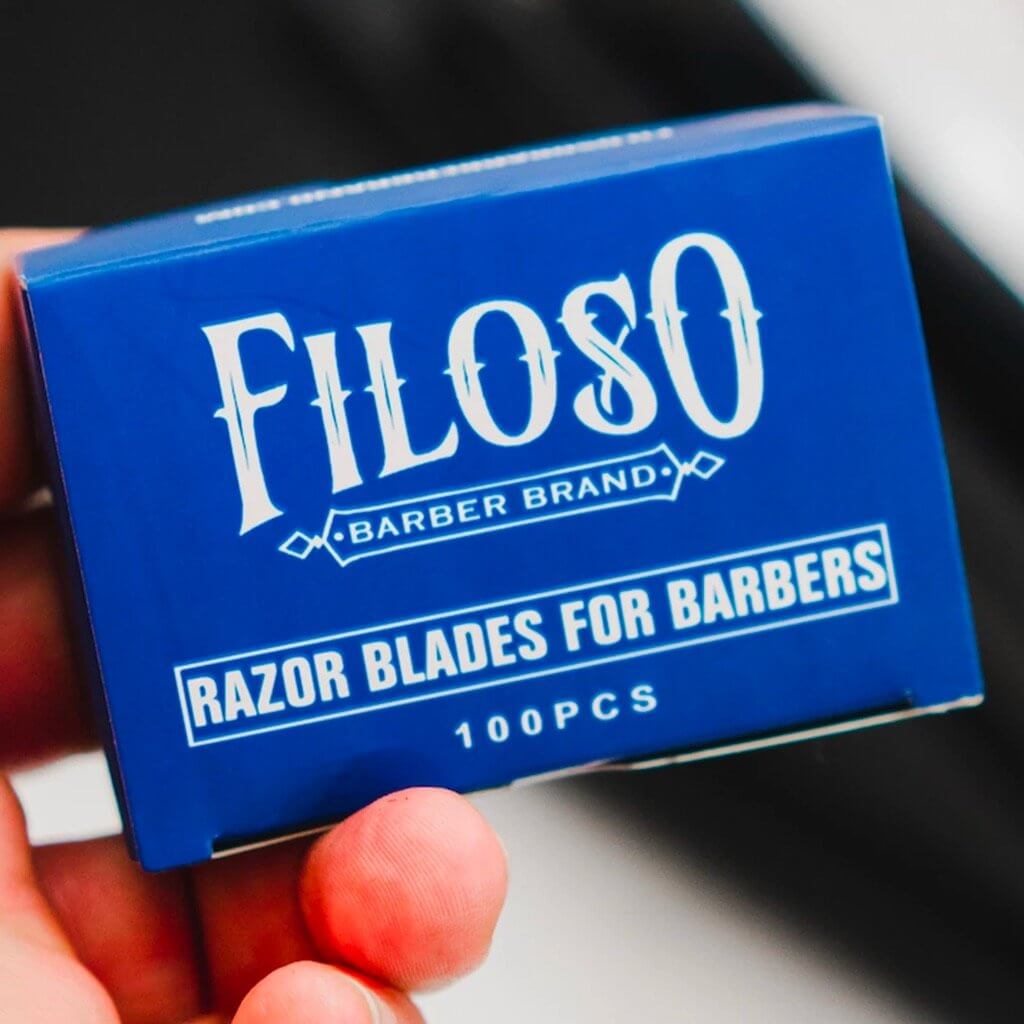 FILOSO
•BARBER BRAND•
RAZOR BLADES FOR BARBERS
100PCS